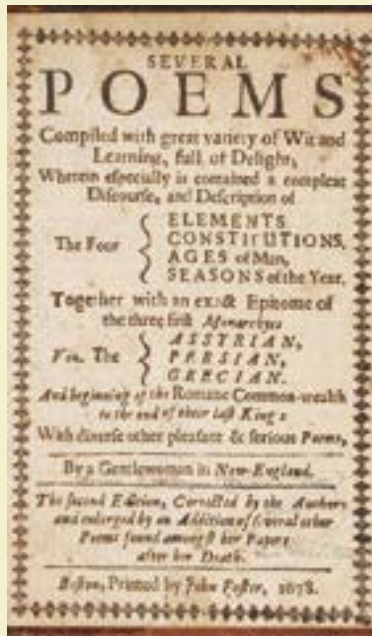 SEVERAL
POEMS
Compiled with great variety of Wit and
Learning, full of Delight,
Wherein especially is contained a compleat
Discourse, and Description of
The Four
ELEMENTS
CONSTITUTIONS,
AGES of Man,
SEASONS of the Year.
Together with an exact Epitome of
the three first Monarchyes
Viz. The
ASSYRIAN,
PERSIAN,
GRECIAN.
And beginning of the Romane Common-wealth
to the end of their last King:
With diverse other pleasant & serious Poems,
By a Gentlewoman in New-England.
The second Edition, Corrected by the Author,
and enlarged by an Addition of several other
Poems found amongst her Papers
after her Death.
Boston, Printed by John Foster, 1678.